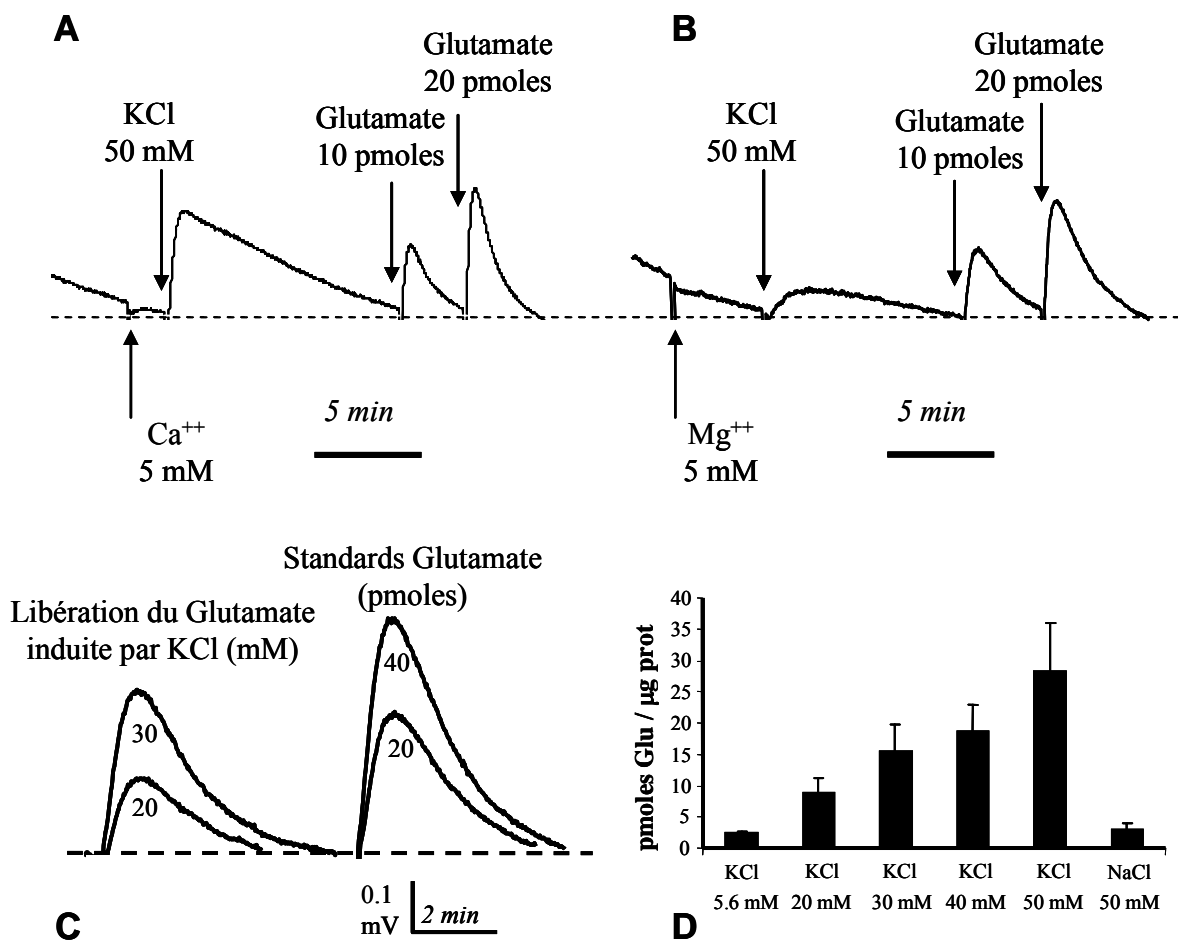 A
KCl
50 mM
Glutamate
10 pmoles
Glutamate
20 pmoles
Ca++
5 mM
5 min
B
KCl
50 mM
Glutamate
10 pmoles
Glutamate
20 pmoles
Mg++
5 mM
5 min
Libération du Glutamate
induite par KCl (mM)
30
20
Standards Glutamate
(pmoles)
40
20
0.1
mV
2 min
C
pmoles Glu / µg prot
40
35
30
25
20
15
10
5
0
KCl
5.6 mM
KCl
20 mM
KCl
30 mM
KCl
40 mM
KCl
50 mM
NaCl
50 mM
D